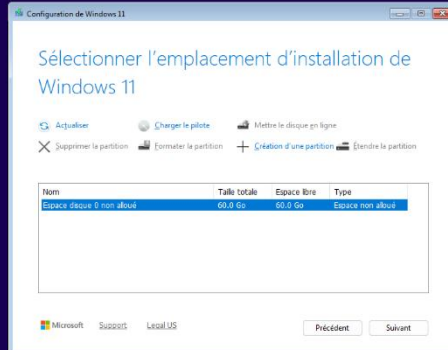 Configuration de Windows 11
Sélectionner l'emplacement d'installation de
Windows 11
Actualiser Charger le pilote Mettre le disque en ligne
Supprimer la partition Formater la partition Création d'une partition Étendre la partition
Nom Taille totale Espace libre Type
Espace disque 0 non alloué 60.0 Go 60.0 Go Espace non alloué
Microsoft Support Legal US Précédent Suivant